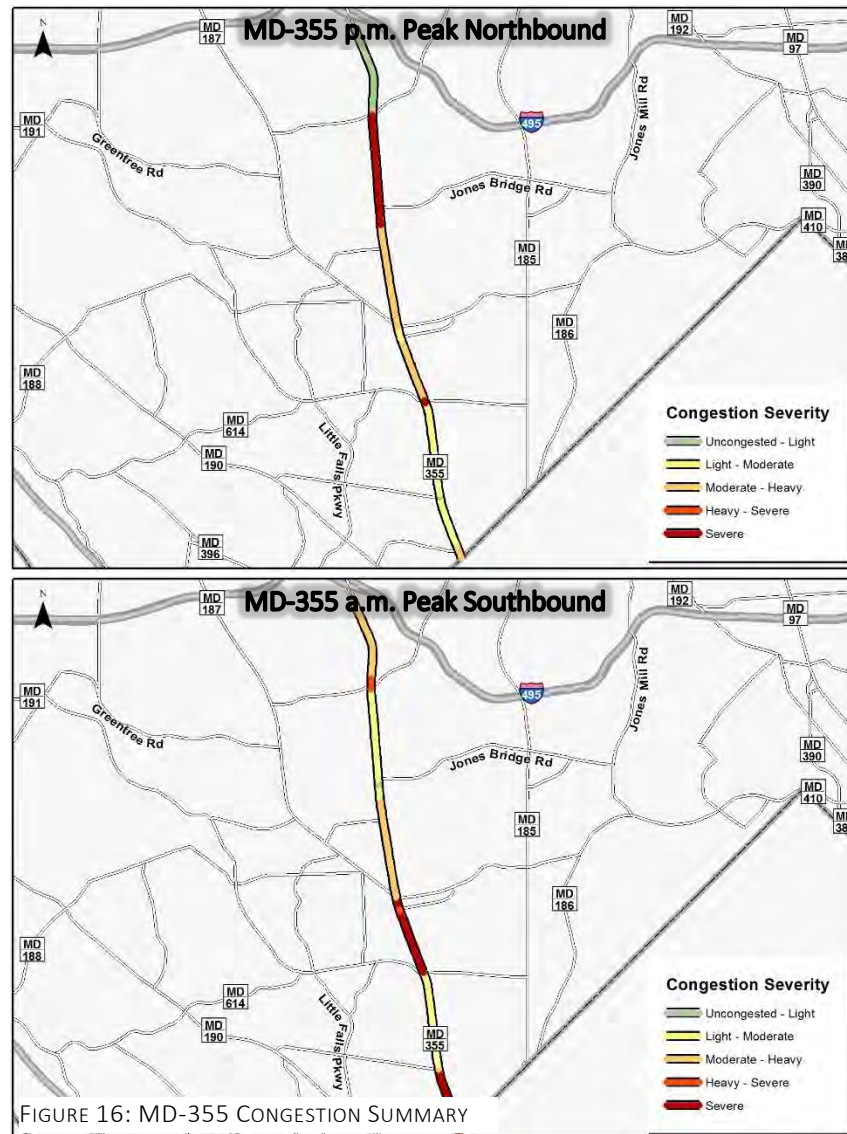 MD-355 p.m. Peak Northbound
N
MD
187
MD
192
MD
97
495
MD
191
Greentree Rd
Jones Mill Rd
Jones Bridge Rd
MD
390
MD
410
MD
185
MD
186
MD
188
MD
614
MD
190
Little Falls Pkwy
MD
355
MD
396
Congestion Severity
Uncongested - Light
Light - Moderate
Moderate - Heavy
Heavy - Severe
Severe
MD-355 a.m. Peak Southbound
N
MD
187
MD
192
MD
97
495
MD
191
Greentree Rd
Jones Mill Rd
Jones Bridge Rd
MD
390
MD
410
MD
185
MD
186
MD
188
MD
614
MD
190
Little Falls Pkwy
MD
355
Congestion Severity
Uncongested - Light
Light - Moderate
Moderate - Heavy
Heavy - Severe
Severe
FIGURE 16: MD-355 CONGESTION SUMMARY